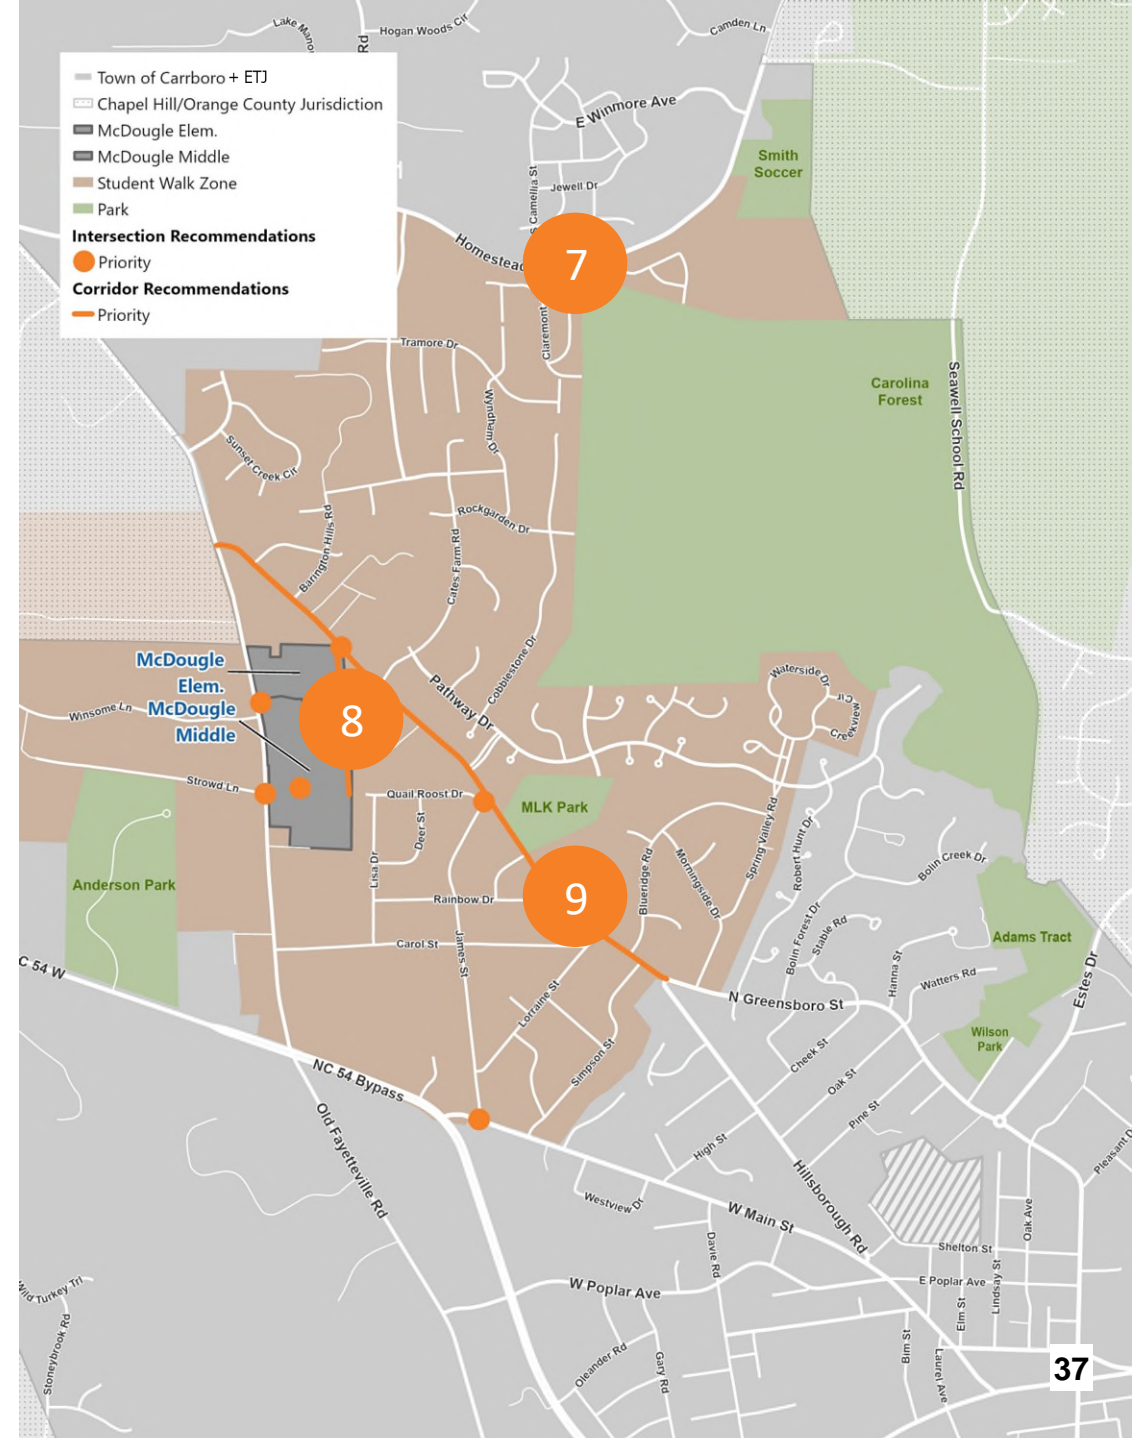 Lake Mano
Rd
Hogan Woods Cir
Camden Ln
Town of Carrboro + ETJ
Chapel Hill/Orange County Jurisdiction
McDougle Elem.
McDougle Middle
Student Walk Zone
Park
Intersection Recommendations
Priority
Corridor Recommendations
Priority
H
E Winmore Ave
Smith
Soccer
Jewell Dr
S Camellia St
Homestead
7
Claremont
Tramore Dr
Carolina
Forest
Seawell School Rd
Wyndham Dr
Sunset Creek Cir
Rockgarden Dr
Barington Hills Rd
Cates Farm Rd
Cobblestone Dr
McDougle
Elem.
McDougle
Middle
Winsome Ln
8
Pathway Dr
Waterside Dr
Creekview
Cir
Strowd Ln
Quail Roost Dr
MLK Park
Deer St
Lisa Dr
Spring Valley Rd
Robert Hunt Dr
Blueridge Rd
Morningside Dr
Bolin Creek Dr
Anderson Park
Rainbow Dr
9
Bolin Forest Dr
Stable Rd
Adams Tract
Carol St
James St
C 54 W
Hanna St
Watters Rd
Estes Dr
Lorraine St
N Greensboro St
Wilson
Park
Simpson St
Cheek St
Oak St
Pine St
NC 54 Bypass
Old Fayetteville Rd
High St
Pleasant D
Hillsborough Rd
Westview Dr
W Main St
Davie Rd
Oak Ave
Shelton St
E Poplar Ave
Lindsay St
Elm St
W Poplar Ave
Wild Turkey Trl
Stoneybrook Rd
Oleander Rd
Gary Rd
Bim St
Laurel Ave
37